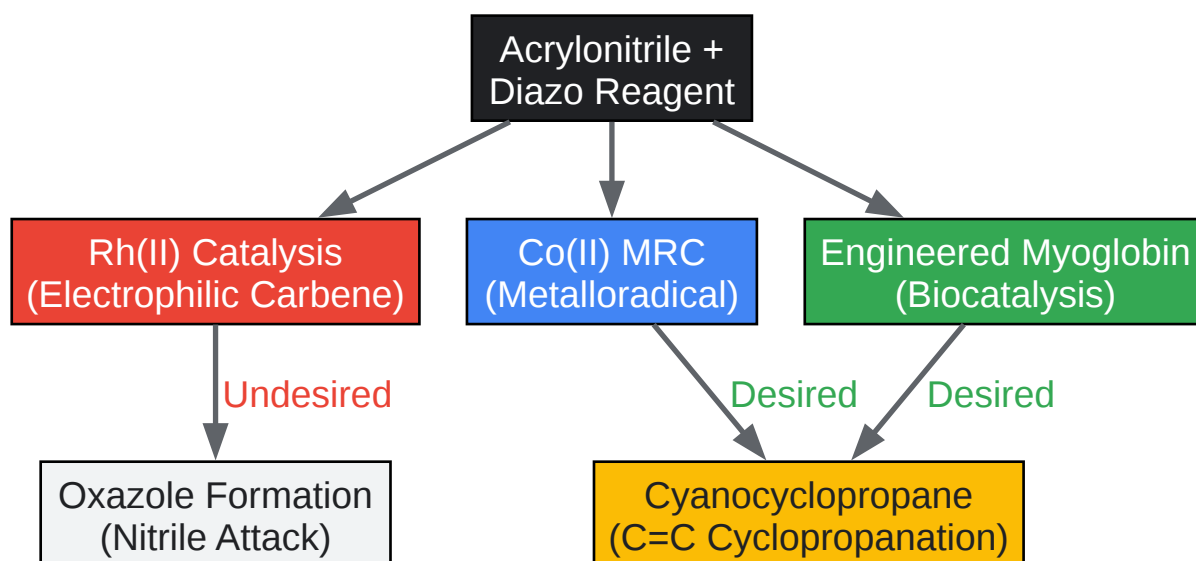 Acrylonitrile +
Diazo Reagent
Rh(II) Catalysis
(Electrophilic Carbene)
Co(II) MRC
(Metalloradical)
Engineered Myoglobin
(Biocatalysis)
Undesired
Desired
Desired
Oxazole Formation
(Nitrile Attack)
Cyanocyclopropane
(C=C Cyclopropanation)